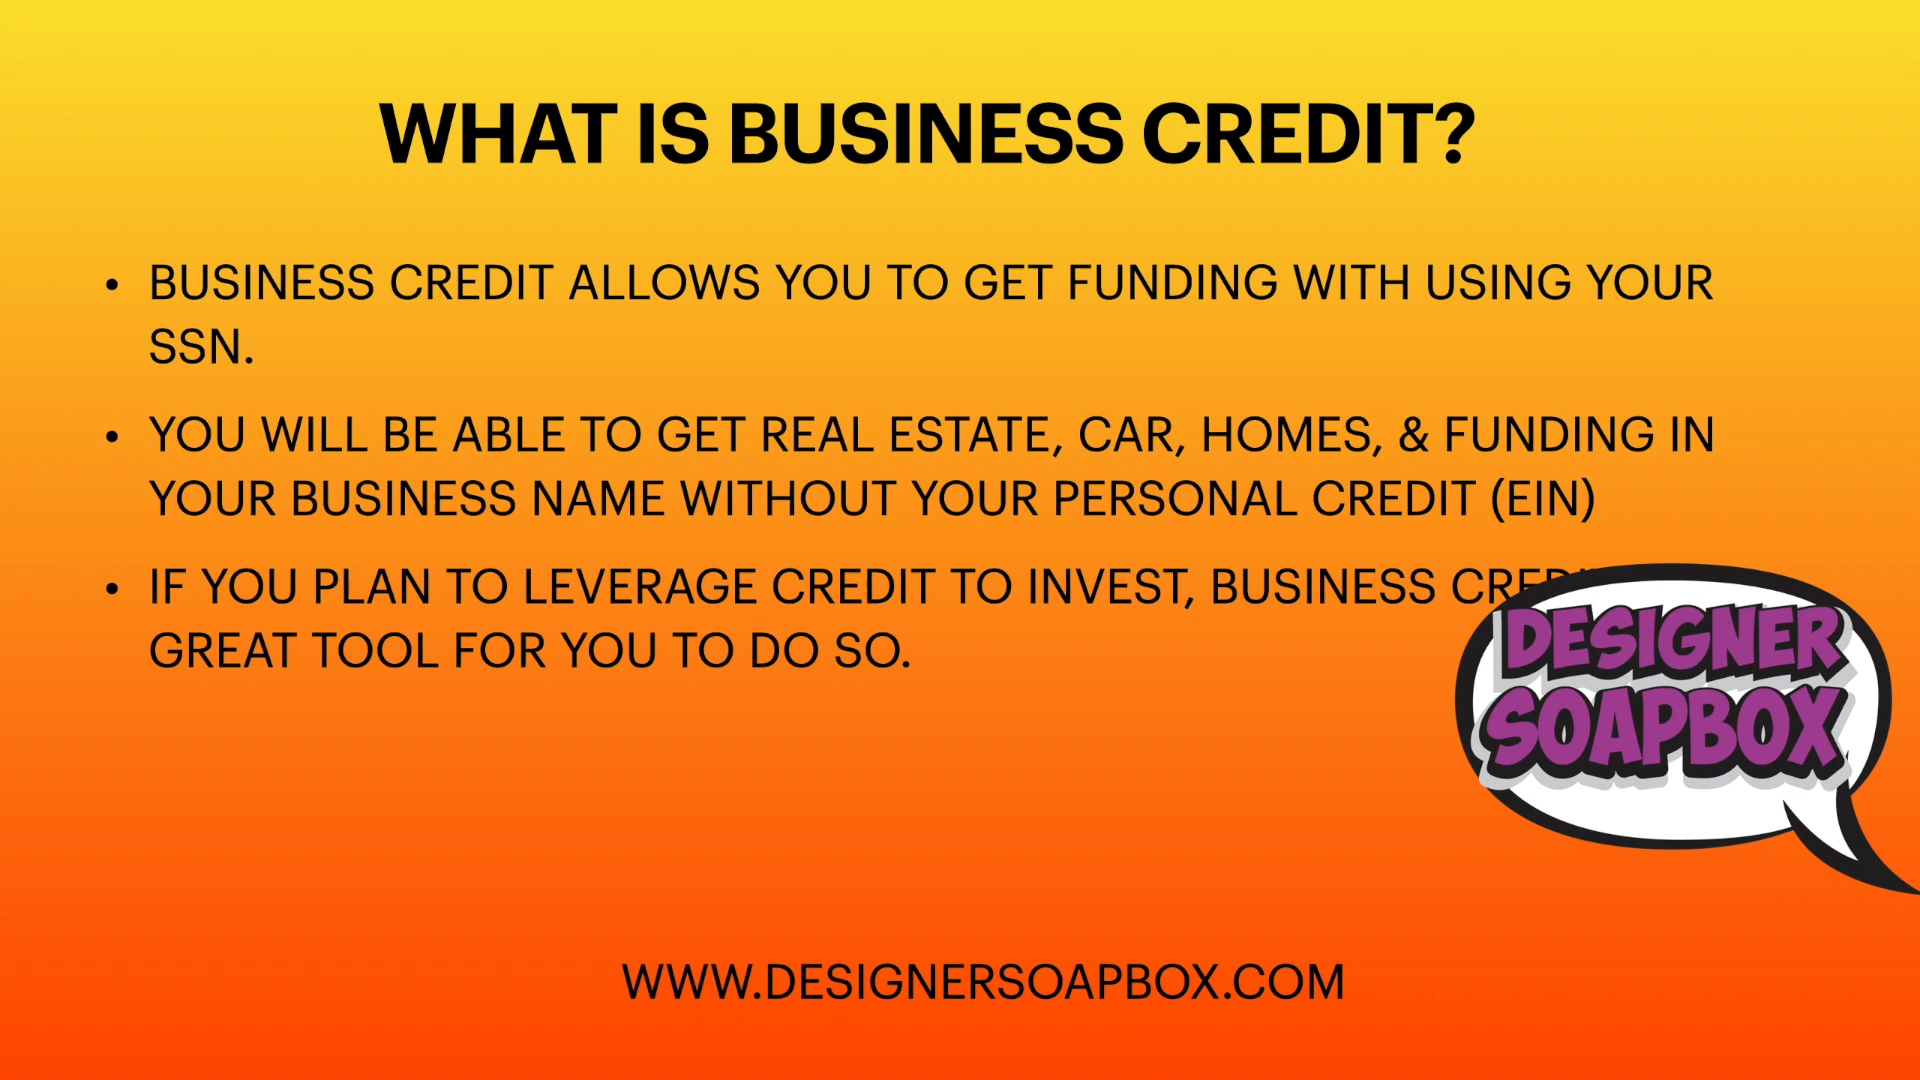 WHAT IS BUSINESS CREDIT?
• BUSINESS CREDIT ALLOWS YOU TO GET FUNDING WITH USING YOUR
SSN.
• YOU WILL BE ABLE TO GET REAL ESTATE, CAR, HOMES, & FUNDING IN
YOUR BUSINESS NAME WITHOUT YOUR PERSONAL CREDIT (EIN)
• IF YOU PLAN TO LEVERAGE CREDIT TO INVEST, BUSINESS
GREAT TOOL FOR YOU TO DO SO.
DESIGNER
SOAPBOX
WWW.DESIGNERSOAPBOX.COM